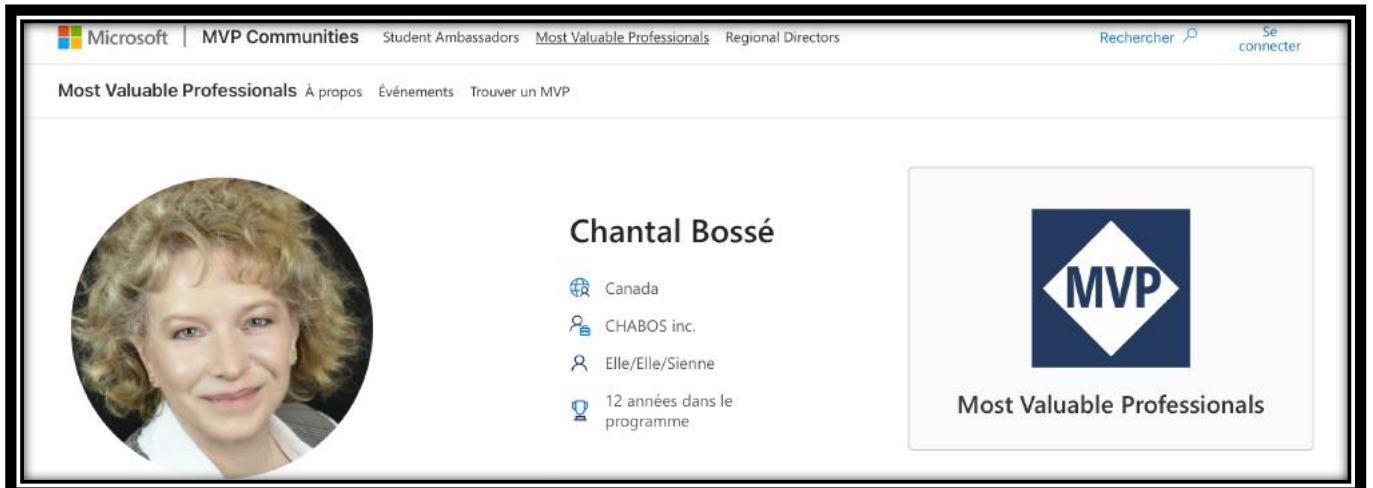 Microsoft | MVP Communities Student Ambassadors Most Valuable Professionals Regional Directors Rechercher Se connecter
Most Valuable Professionals À propos Événements Trouver un MVP
Chantal Bossé
Canada
CHABOS inc.
Elle/Elle/Sienne
12 années dans le
programme
MVP
Most Valuable Professionals